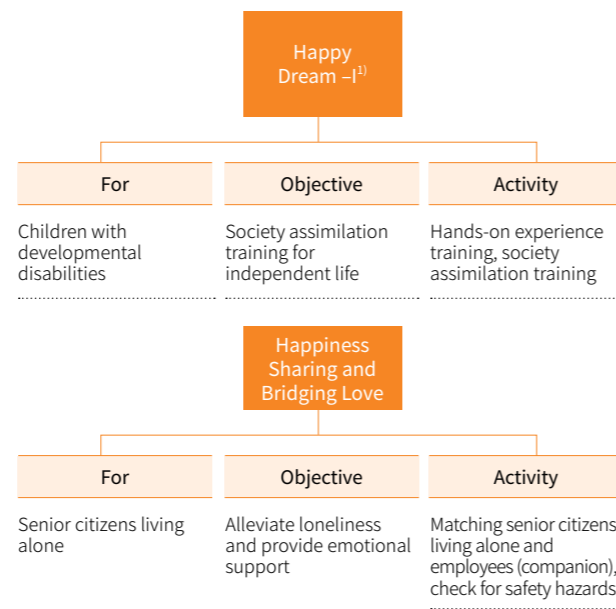 Happy
Dream –I1)
For
Objective
Activity
Children with
developmental
disabilities
Society assimilation
training for
independent life
Hands-on experience
training, society
assimilation training
Happiness
Sharing and
Bridging Love
For
Objective
Activity
Senior citizens living
alone
Alleviate loneliness
and provide emotional
support
Matching senior citizens
living alone and
employees (companion),
check for safety hazards